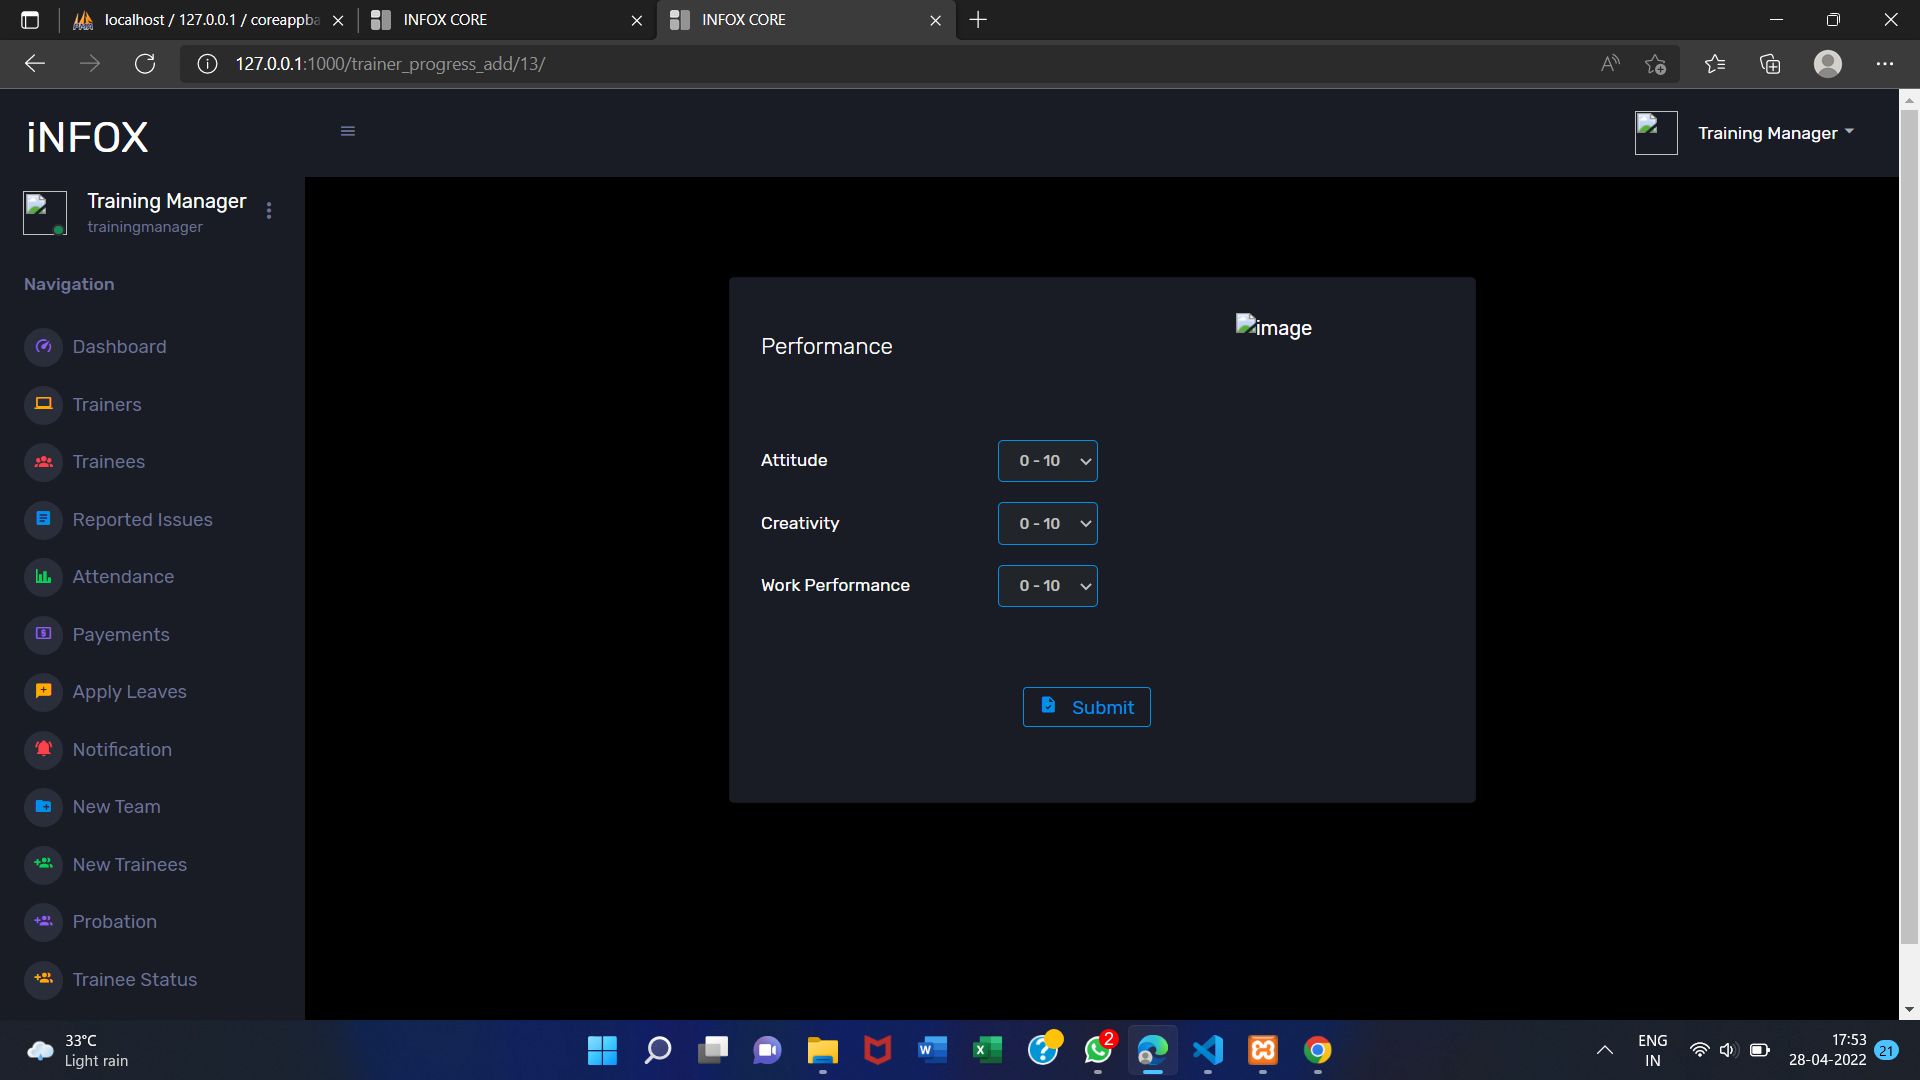 localhost / 127.0.0.1 / coreappba
INFOX CORE
INFOX CORE
127.0.0.1:1000/trainer_progress_add/13/
iNFOX
Training Manager
Training Manager
trainingmanager
Navigation
Dashboard
Trainers
Trainees
Reported Issues
Attendance
Payements
Apply Leaves
Notification
New Team
New Trainees
Probation
Trainee Status
Performance
image
Attitude
0 - 10
Creativity
0 - 10
Work Performance
0 - 10
Submit
33°C
Light rain
2
ENG
IN
17:53
28-04-2022
21